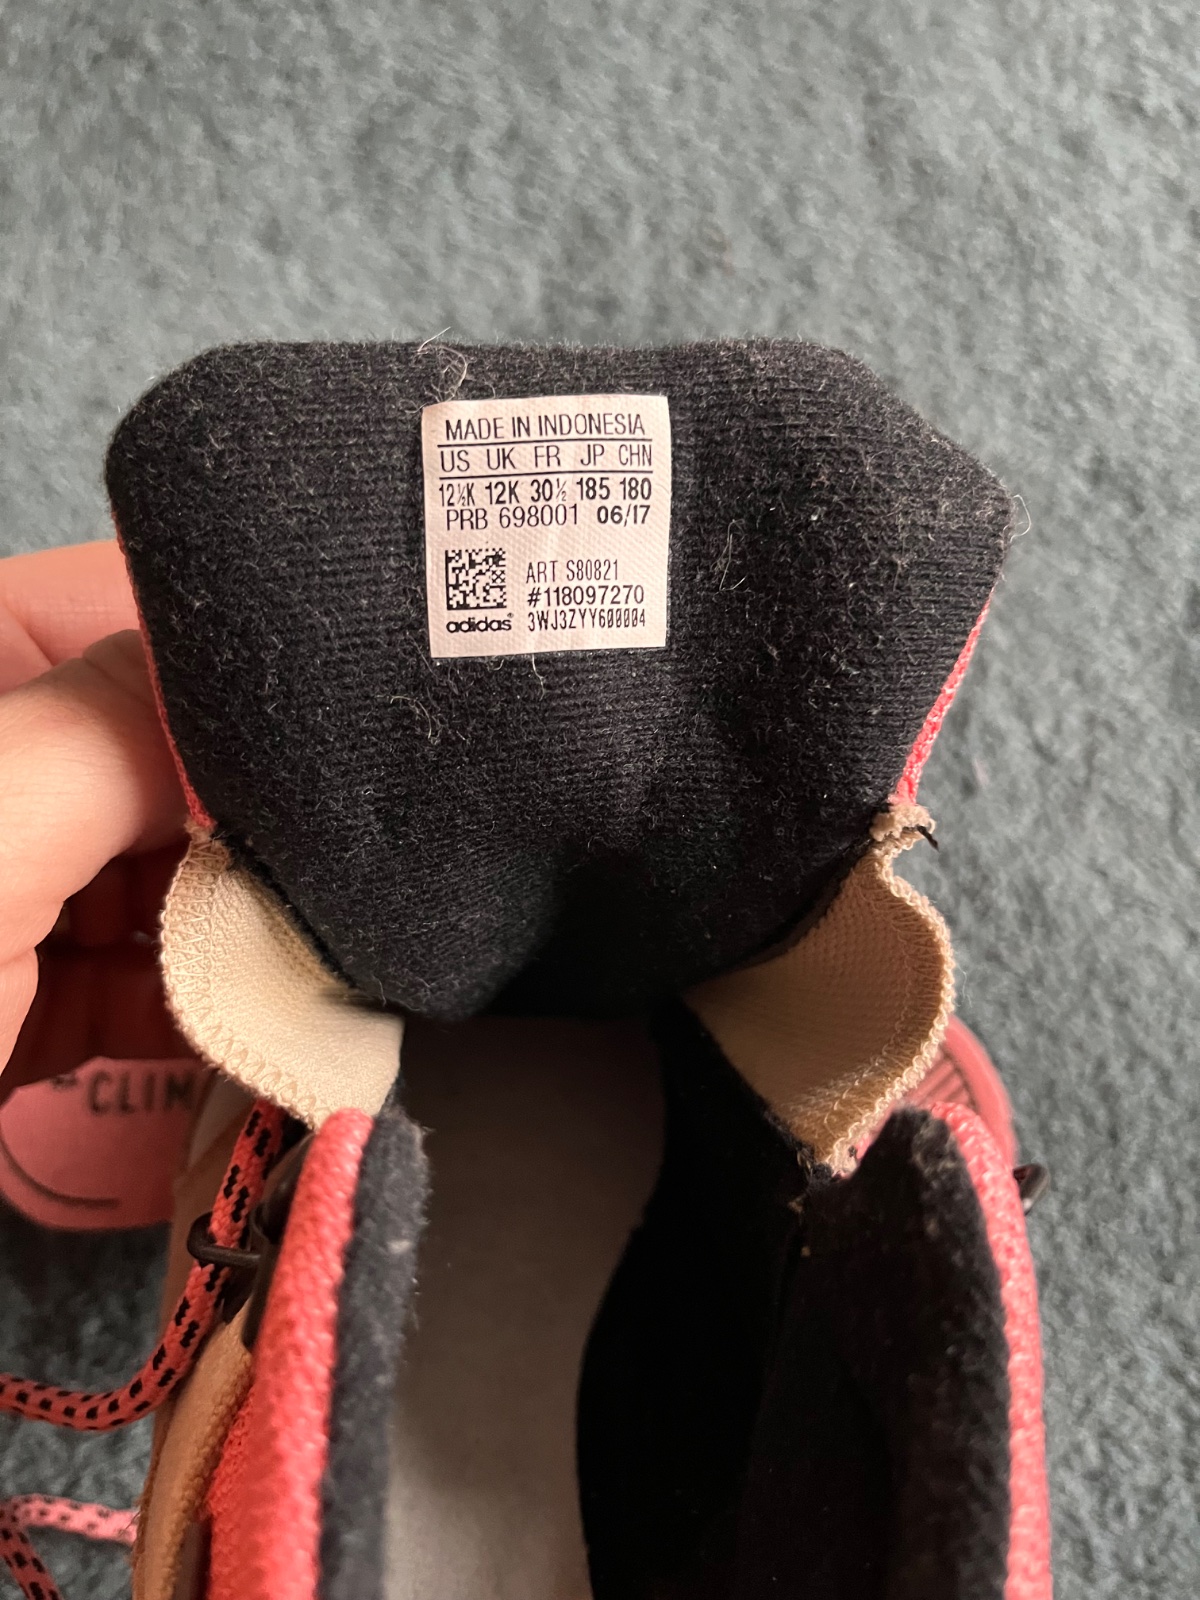 MADE IN INDONESIA
US UK FR JP CHN
12½K 12K 30½ 185 180
PRB 698001 06/17
ART S80821
#118097270
adidas® 3WJ3ZYY600004
CLIM